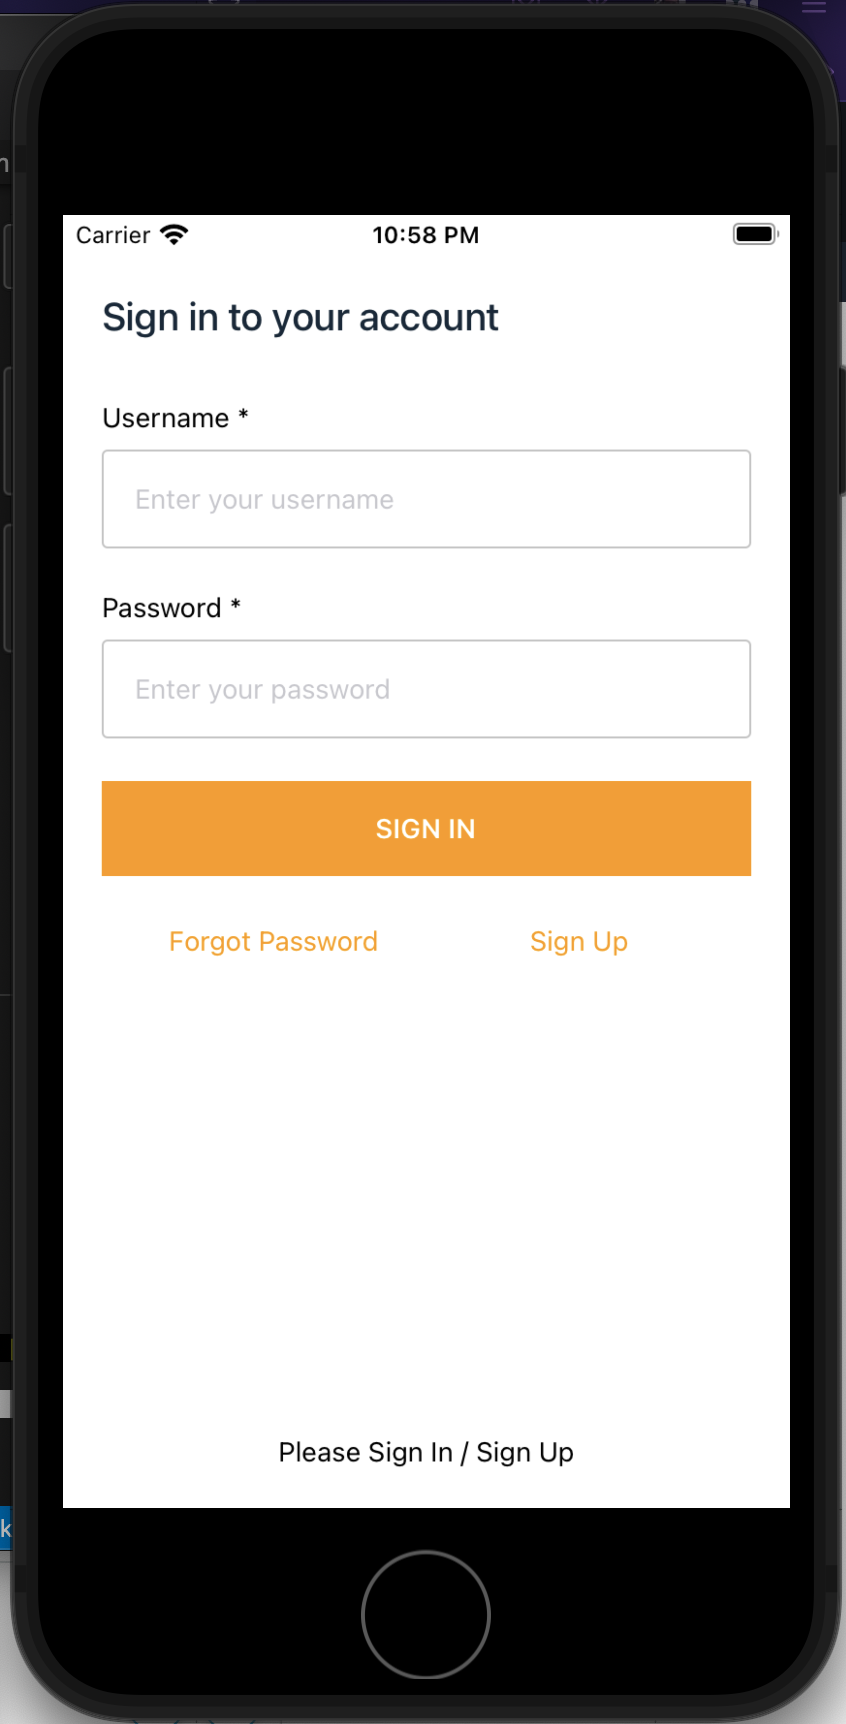 Carrier 10:58 PM
Sign in to your account
Username *
Enter your username
Password *
Enter your password
SIGN IN
Forgot Password Sign Up
Please Sign In / Sign Up
k